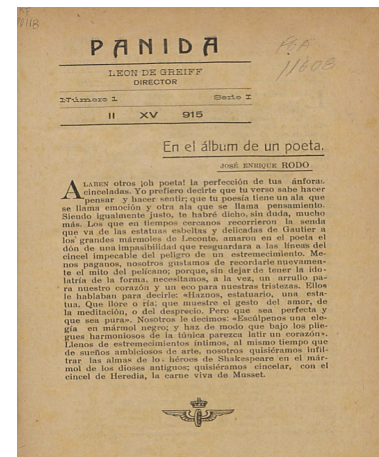 PANIDA
LEON DE GREIFF
DIRECTOR
Número 1 Serie I
II XV 915
FGA
11608
En el álbum de un poeta.
JOSÉ ENRIQUE RODO
ALABEN otros ¡oh poeta! la perfección de tus ánforas
cinceladas. Yo prefiero decirte que tu verso sabe hacer
pensar y hacer sentir; que tu poesía tiene un ala que
se llama emoción y otra ala que se llama pensamiento.
Siendo igualmente justo, te habré dicho, sin duda, mucho
más. Los que en tiempos cercanos recorrieron la senda
que va de las estatuas esbeltas y delicadas de Gautier a
los grandes mármoles de Leconte, amaron en el poeta el
dón de una impasibilidad que resguardara a las líneas del
cincel impecable del peligro de un estremecimiento. Me-
nos paganos, nosotros gustamos de recordarle nuevamen-
te el mito del pelícano; porque, sin dejar de tener la ido-
latría de la forma, necesitamos, a la vez, un arrullo pa-
ra nuestro corazón y un eco para nuestras tristezas. Ellos
le hablaban para decirle: «Haznos, estatuario, una esta-
tua. Que llore o ría; que muestre el gesto del amor, de
la meditación, o del desprecio. Pero que sea perfecta y
que sea pura». Nosotros le decimos: «Escúlpenos una ele-
gía en mármol negro; y haz de modo que bajo los plie-
gues harmoniosos de la túnica parezca latir un corazón».
Llenos de estremecimientos íntimos, al mismo tiempo que
de sueños ambiciosos de arte, nosotros quisiéramos infil-
trar las almas de los héroes de Shakespeare en el már-
mol de los dioses antiguos; quisiéramos cincelar, con el
cincel de Heredia, la carne viva de Musset.